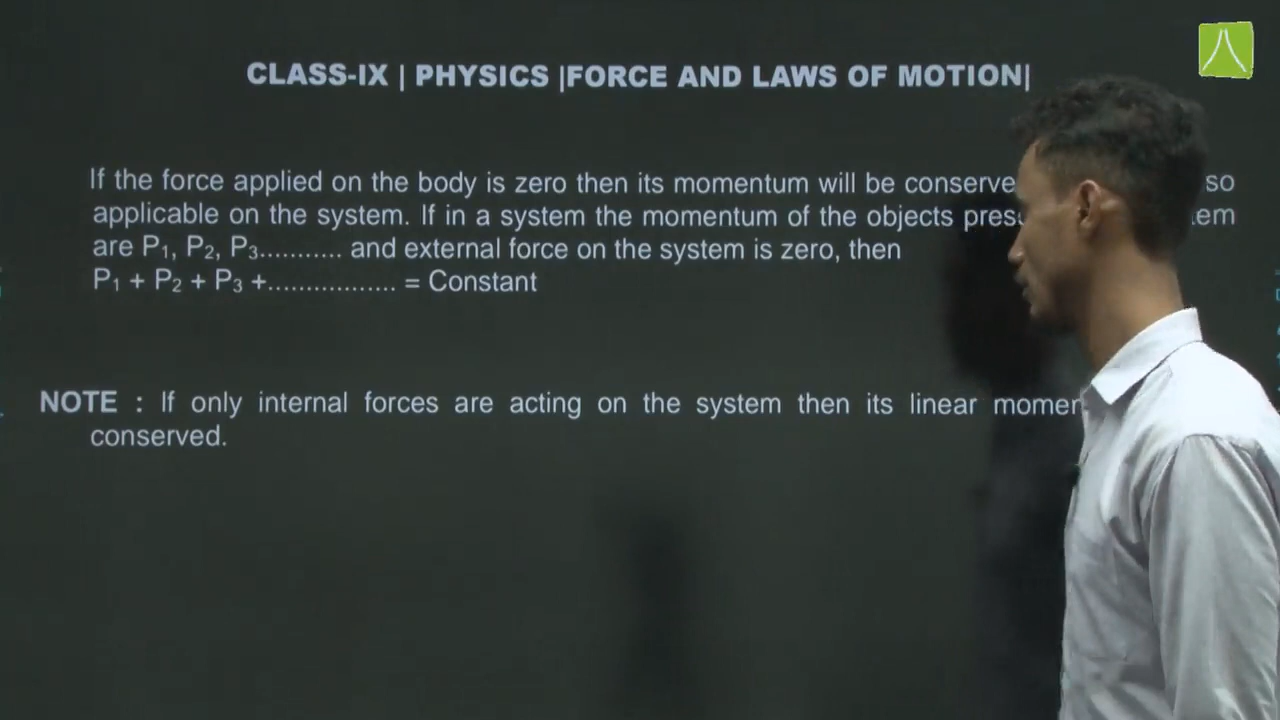 CLASS-IX | PHYSICS |FORCE AND LAWS OF MOTION|
If the force applied on the body is zero then its momentum will be so
applicable on the system. If in a system the momentum of the objects
are P₁, P₂, P₃........... and external force on the system is zero, then
P₁ + P₂ + P₃ +................. = Constant
NOTE : If only internal forces are acting on the system then its linear
conserved.